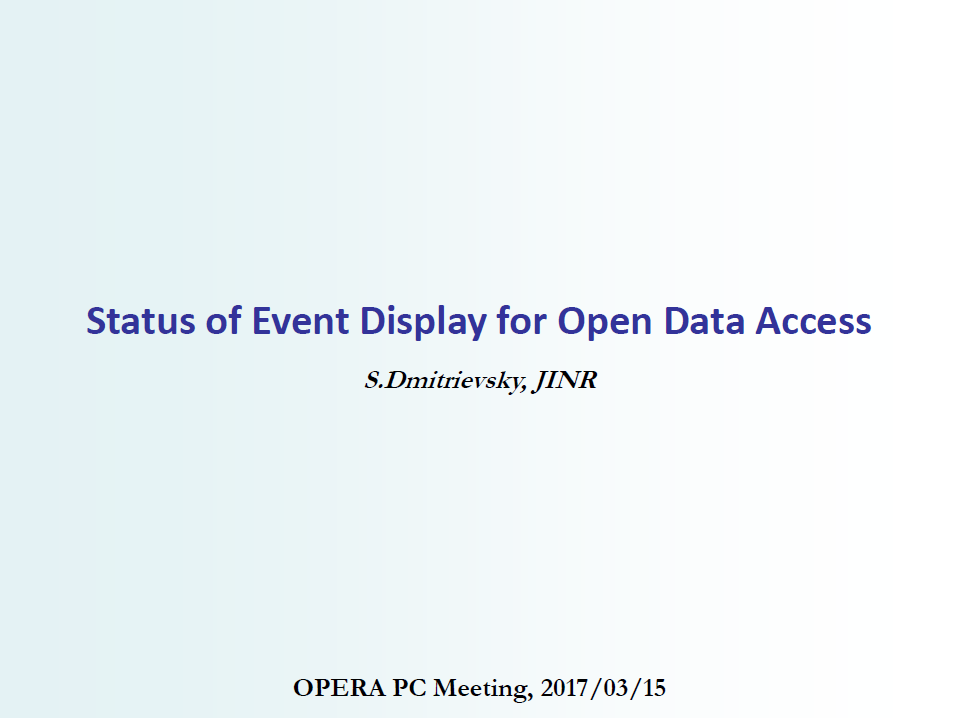 Status of Event Display for Open Data Access
S.Dmitrievsky, JINR
OPERA PC Meeting, 2017/03/15